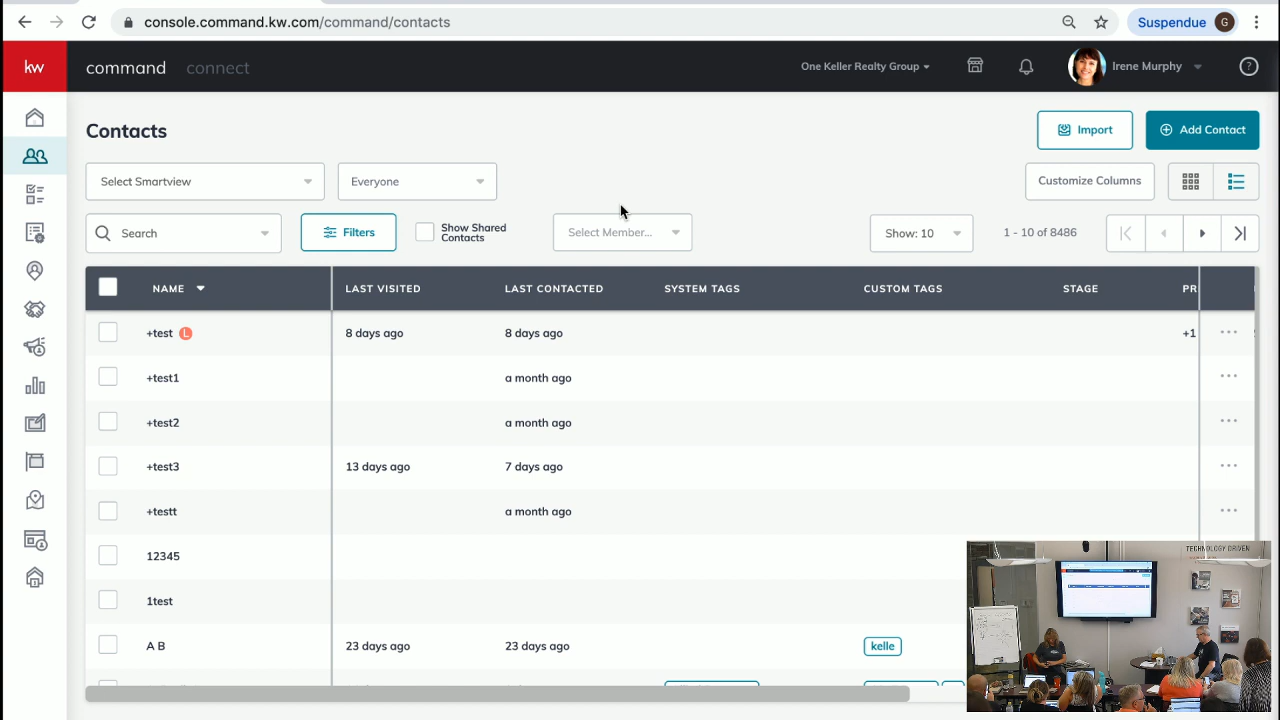 console.command.kw.com/command/contacts
Suspendue G
kw command connect
One Keller Realty Group
Irene Murphy
?
Contacts
Import
Add Contact
Select Smartview
Everyone
Customize Columns
Search
Filters
Show Shared
Contacts
Select Member...
Show: 10
1 - 10 of 8486
NAME LAST VISITED LAST CONTACTED SYSTEM TAGS CUSTOM TAGS STAGE PR
+test L 8 days ago 8 days ago +1 ...
+test1 a month ago ...
+test2 a month ago ...
+test3 13 days ago 7 days ago ...
+testt a month ago ...
12345
1test
A B 23 days ago 23 days ago kelle
TECHNOLOGY DRIVEN